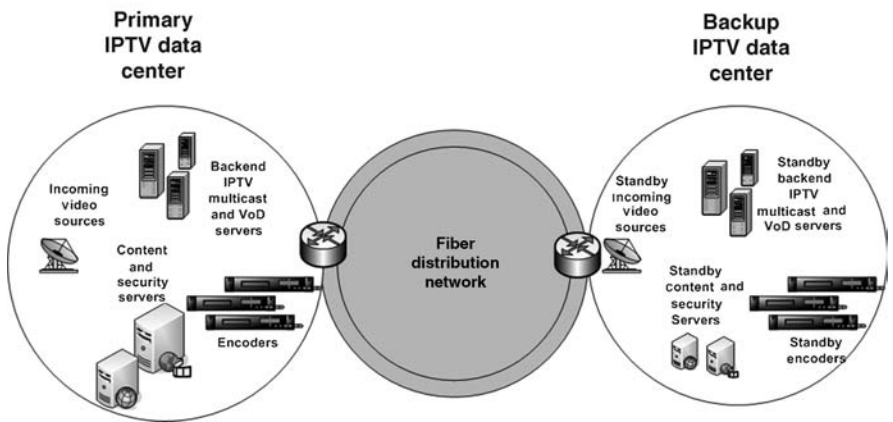 Primary
IPTV data
center
Backup
IPTV data
center
Incoming
video
sources
Backend
IPTV
multicast
and VoD
servers
Content
and
security
servers
Encoders
Fiber
distribution
network
Standby
Incoming
video
sources
Standby
backend
IPTV
multicast and
VoD servers
Standby
content and
security
Servers
Standby
encoders